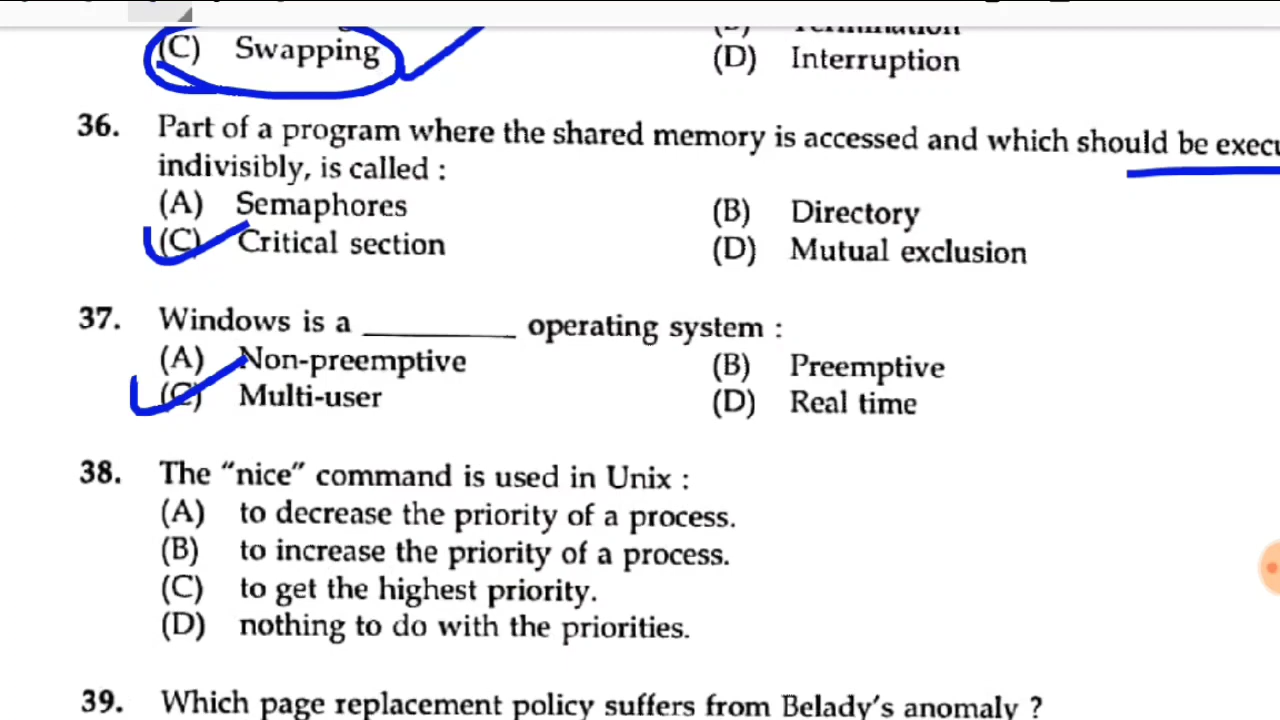 (C) Swapping
(D) Interruption
36. Part of a program where the shared memory is accessed and which should be
indivisibly, is called :
(A) Semaphores (B) Directory
(C) Critical section (D) Mutual exclusion
37. Windows is a ________ operating system :
(A) Non-preemptive (B) Preemptive
(C) Multi-user (D) Real time
38. The “nice” command is used in Unix :
(A) to decrease the priority of a process.
(B) to increase the priority of a process.
(C) to get the highest priority.
(D) nothing to do with the priorities.
39. Which page replacement policy suffers from Belady's anomaly ?